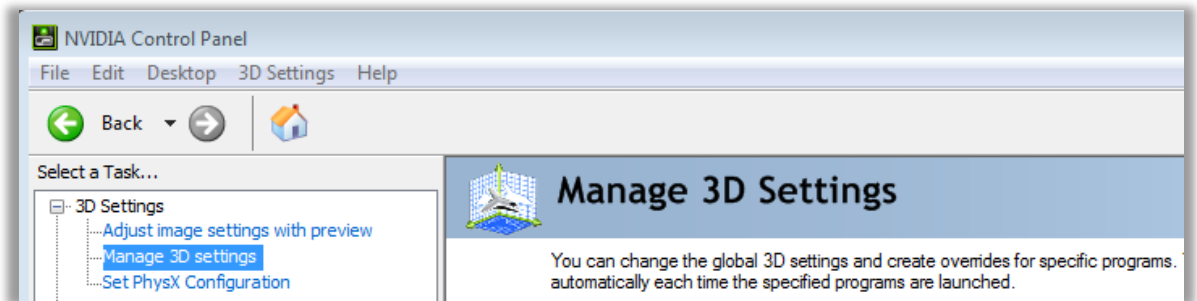 NVIDIA Control Panel
File Edit Desktop 3D Settings Help
Back
Select a Task...
3D Settings
Adjust image settings with preview
Manage 3D settings
Set PhysX Configuration
Manage 3D Settings
You can change the global 3D settings and create overrides for specific programs.
automatically each time the specified programs are launched.